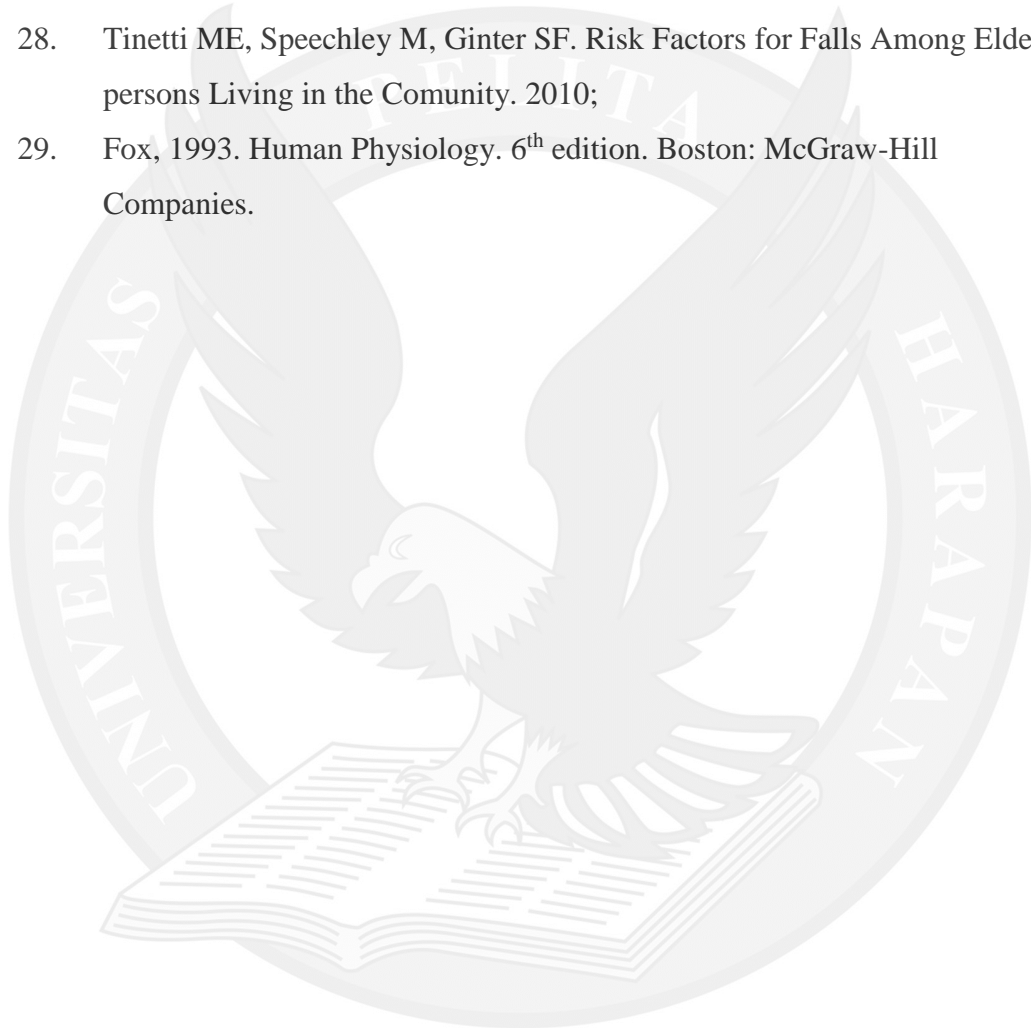 28. Tinetti ME, Speechley M, Ginter SF. Risk Factors for Falls Among Elde
persons Living in the Comunity. 2010;
29. Fox, 1993. Human Physiology. 6th edition. Boston: McGraw-Hill
Companies.
UNIVERSITAS PELITA HARAPAN